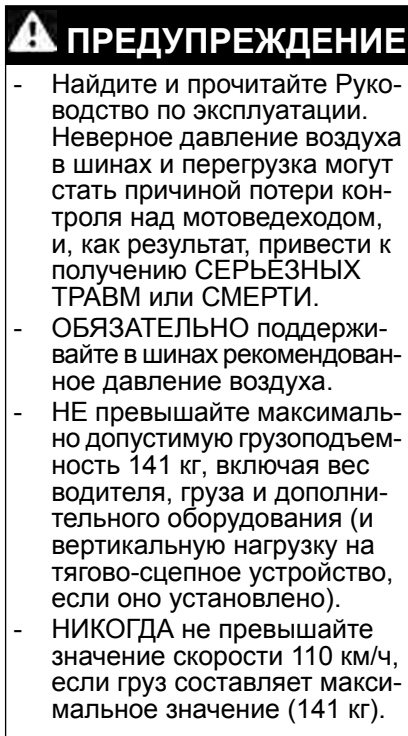 ПРЕДУПРЕЖДЕНИЕ
- Найдите и прочитайте Руко-
водство по эксплуатации.
Неверное давление воздуха
в шинах и перегрузка могут
стать причиной потери кон-
троля над мотоведеходом,
и, как результат, привести к
получению СЕРЬЕЗНЫХ
ТРАВМ или СМЕРТИ.
- ОБЯЗАТЕЛЬНО поддержи-
вайте в шинах рекомендован-
ное давление воздуха.
- НЕ превышайте максималь-
но допустимую грузоподъем-
ность 141 кг, включая вес
водителя, груза и дополни-
тельного оборудования (и
вертикальную нагрузку на
тягово-сцепное устройство,
если оно установлено).
- НИКОГДА не превышайте
значение скорости 110 км/ч,
если груз составляет макси-
мальное значение (141 кг).